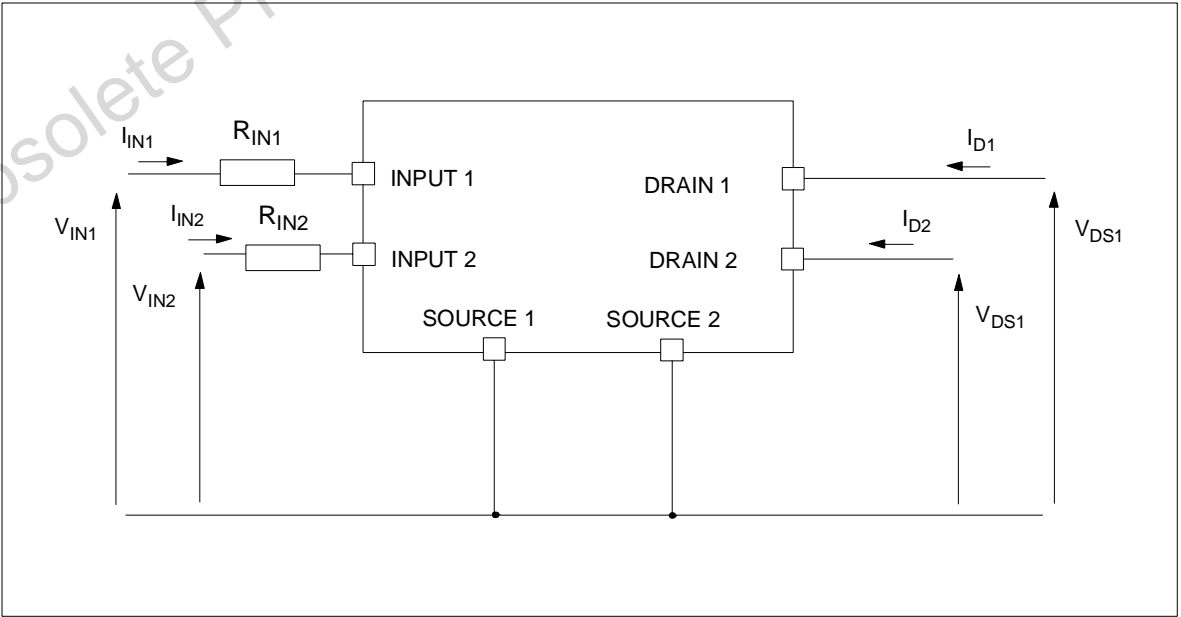 Obsolete Pr
I_IN1
R_IN1
INPUT 1
DRAIN 1
I_D1
V_IN1
I_IN2
R_IN2
INPUT 2
DRAIN 2
I_D2
V_DS1
V_IN2
SOURCE 1
SOURCE 2
V_DS1